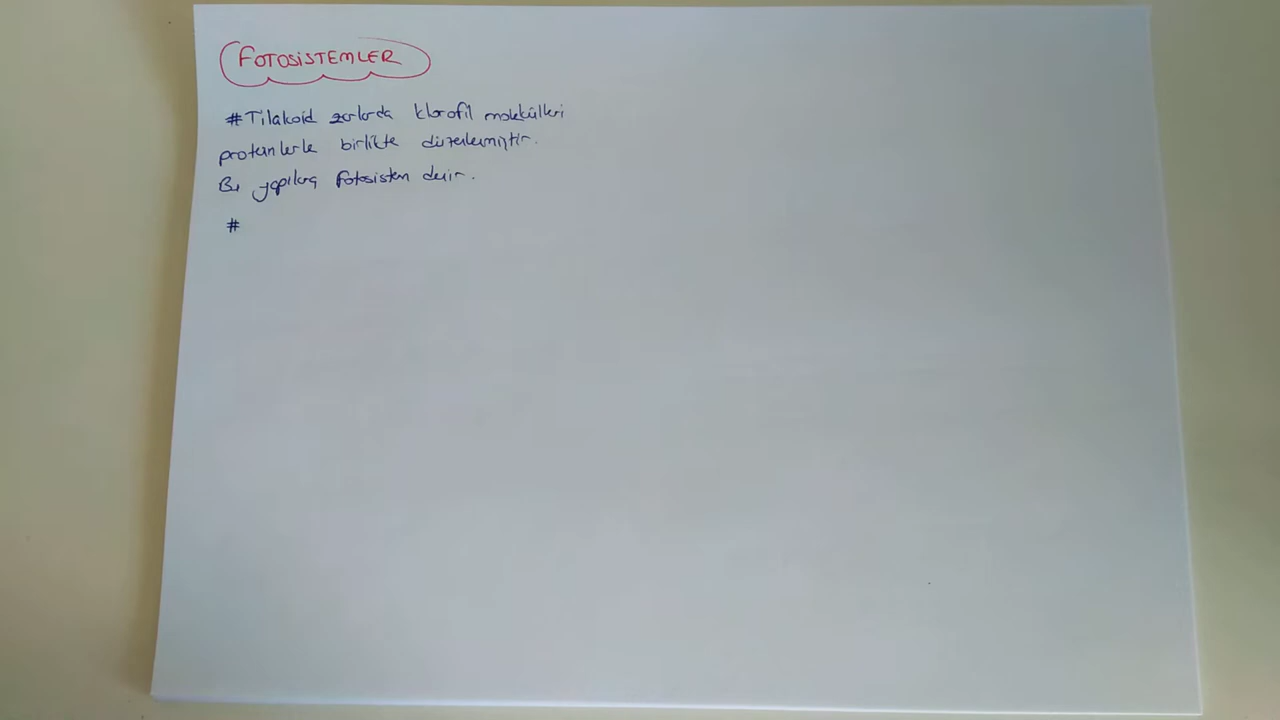 FOTOSİSTEMLER
# Tilakoid zarlarda klorofil molekülleri
proteinlerle birlikte düzenlenmiştir.
Bu yapılara fotosistem denir.
#